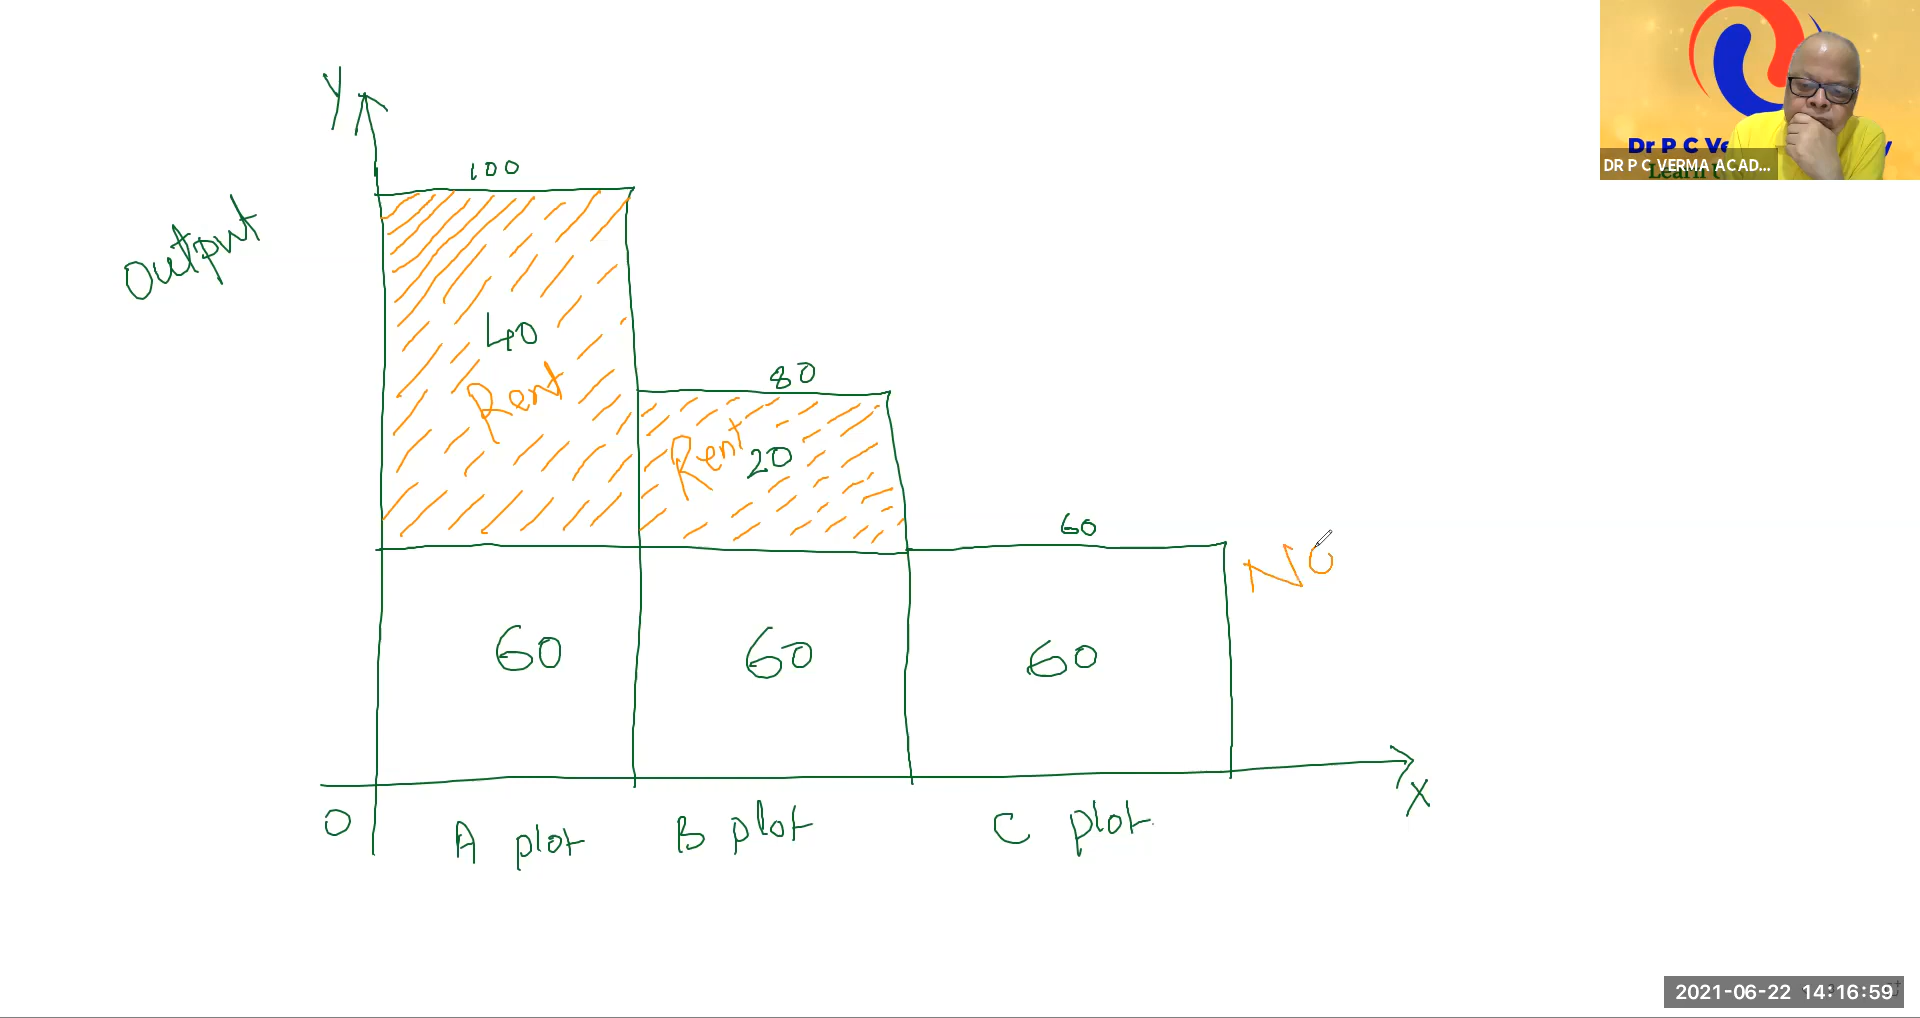 Y
100
output
40
Rent
80
Rent
20
60
NO
60
60
60
O
A plot
B plot
C plot
X
Dr P C Ve
DR P C VERMA ACAD...
2021-06-22 14:16:59